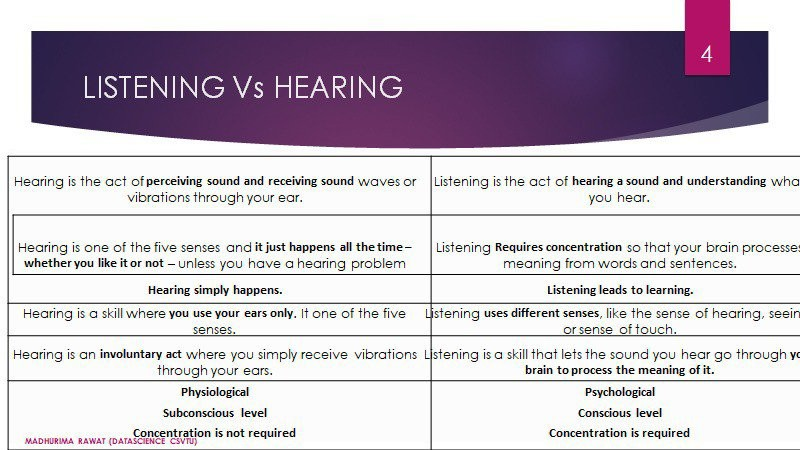 4
LISTENING Vs HEARING
Hearing is the act of perceiving sound and receiving sound waves or
vibrations through your ear.
Listening is the act of hearing a sound and understanding
you hear.
Hearing is one of the five senses and it just happens all the time –
whether you like it or not – unless you have a hearing problem
Listening Requires concentration so that your brain processes
meaning from words and sentences.
Hearing simply happens.
Listening leads to learning.
Hearing is a skill where you use your ears only. It one of the five
senses.
Listening uses different senses, like the sense of hearing,
or sense of touch.
Hearing is an involuntary act where you simply receive vibrations
through your ears.
Listening is a skill that lets the sound you hear go through
brain to process the meaning of it.
Physiological
Subconscious level
Concentration is not required
Psychological
Conscious level
Concentration is required
MADHURIMA RAWAT (DATASCIENCE CSVTU)